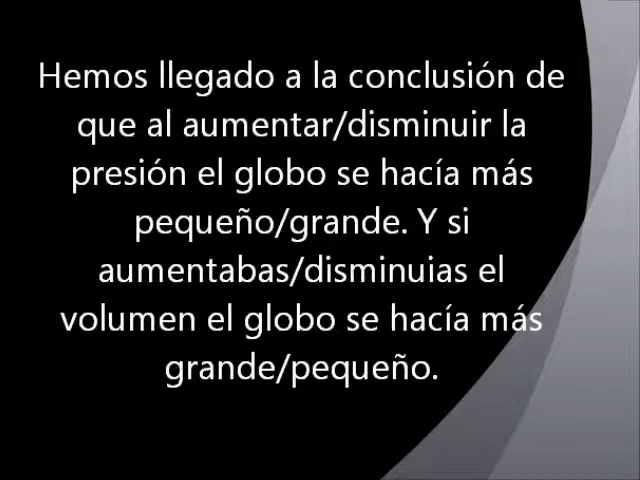 Hemos llegado a la conclusión de
que al aumentar/disminuir la
presión el globo se hacía más
pequeño/grande. Y si
aumentabas/disminuias el
volumen el globo se hacía más
grande/pequeño.